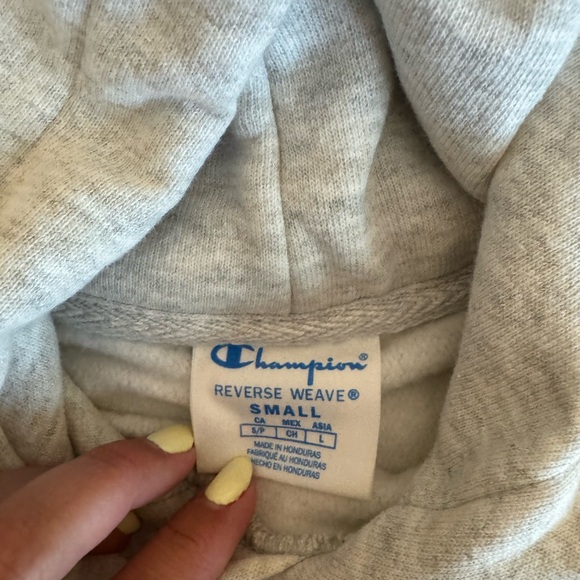 Champion®
REVERSE WEAVE®
SMALL
CA MEX ASIA
S/P CH L
MADE IN HONDURAS
FABRIQUÉ AU HONDURAS
HECHO EN HONDURAS